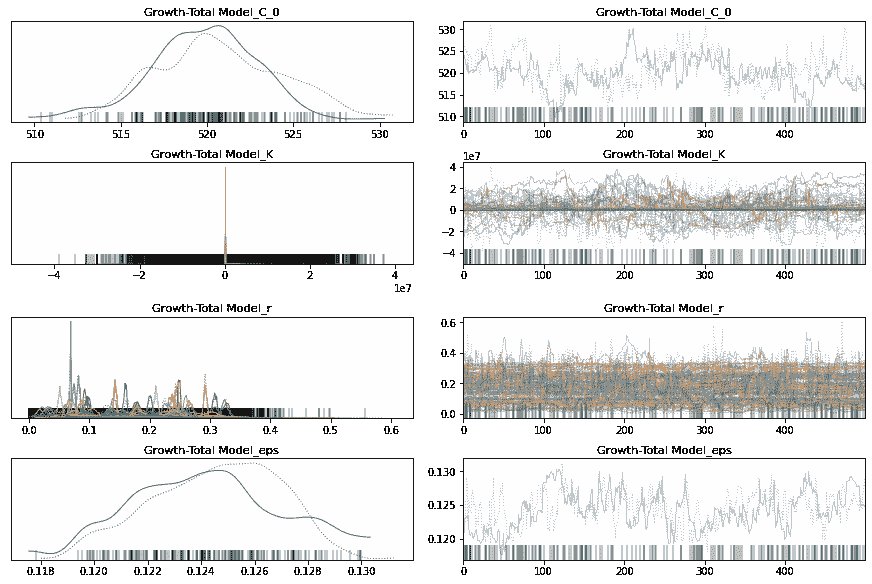 Growth-Total Model_C_0
Growth-Total Model_C_0
530
525
520
515
510
510 515 520 525 530
0 100 200 300 400
Growth-Total Model_K
Growth-Total Model_K
1e7
4
2
0
−2
−4
−4 −2 0 2 4
1e7
0 100 200 300 400
Growth-Total Model_r
Growth-Total Model_r
0.6
0.4
0.2
0.0
0.0 0.1 0.2 0.3 0.4 0.5 0.6
0 100 200 300 400
Growth-Total Model_eps
Growth-Total Model_eps
0.130
0.125
0.120
0.118 0.120 0.122 0.124 0.126 0.128 0.130
0 100 200 300 400